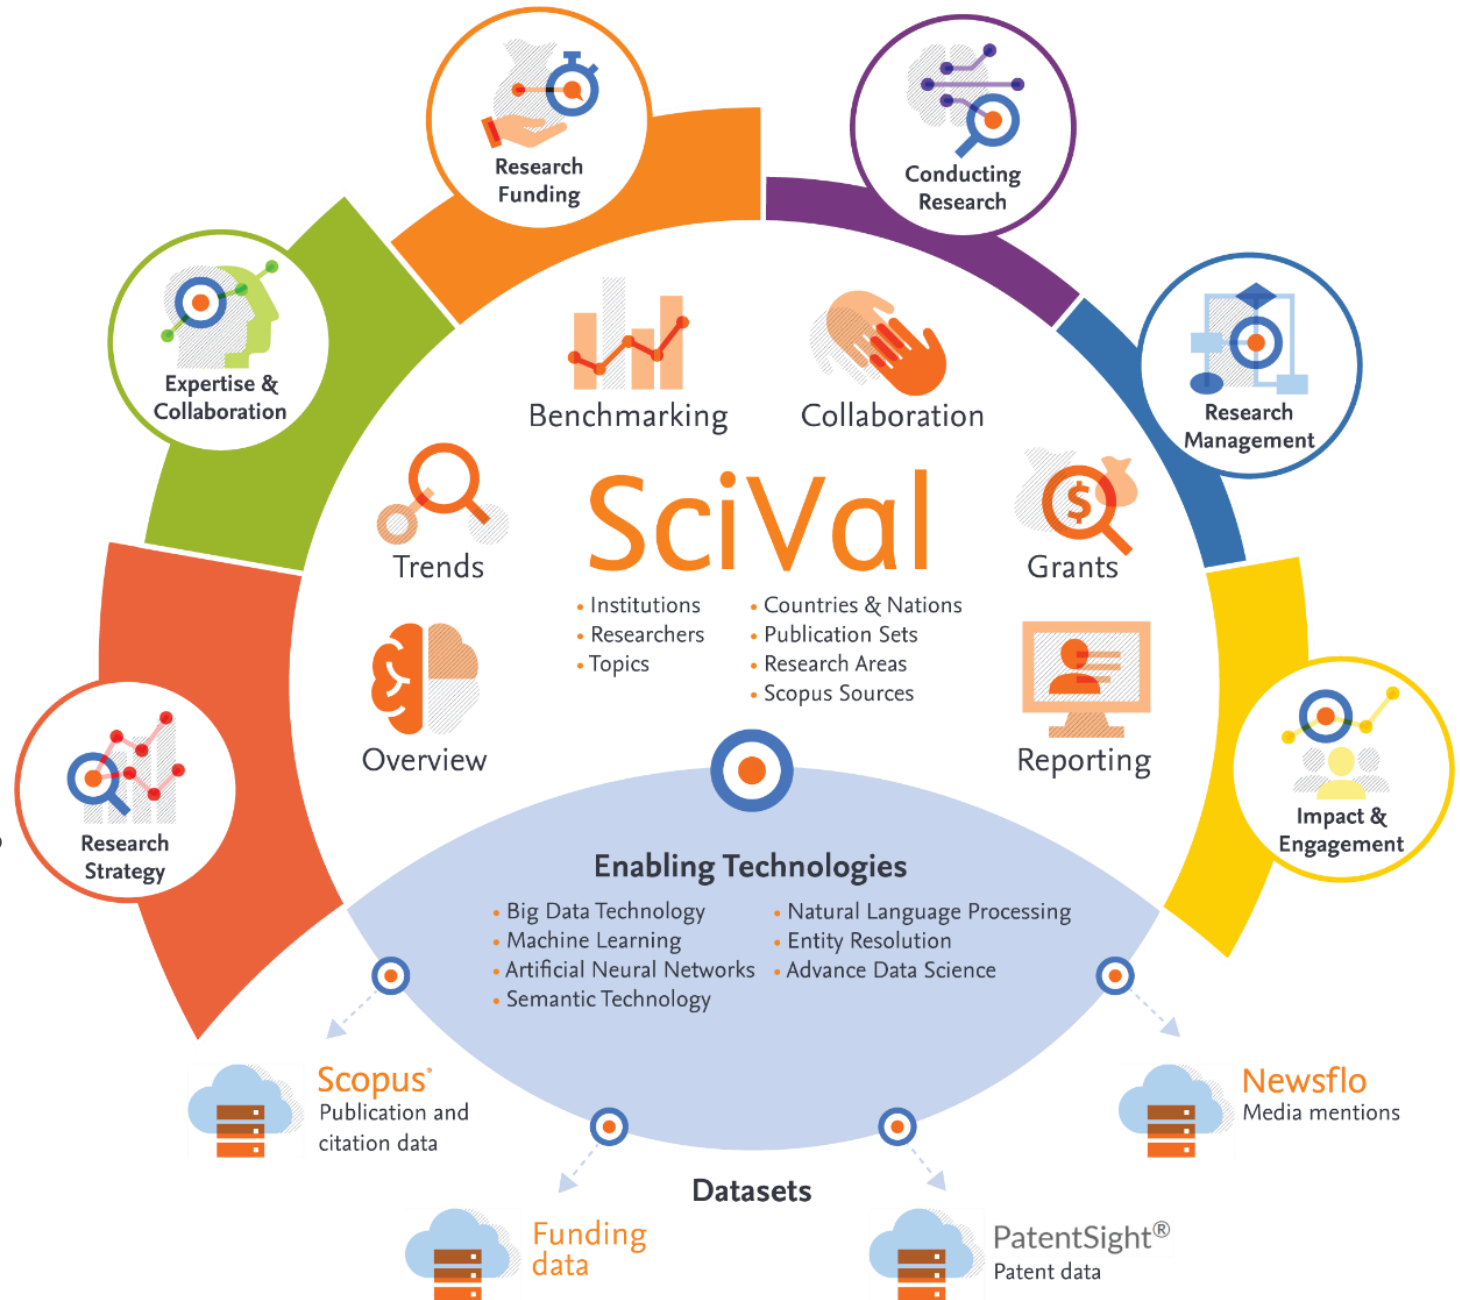 Research
Funding
Conducting
Research
Expertise &
Collaboration
Research
Management
Benchmarking
Collaboration
Trends
SciVal
Grants
• Institutions
• Researchers
• Topics
• Countries & Nations
• Publication Sets
• Research Areas
• Scopus Sources
$
Overview
Reporting
Research
Strategy
Impact &
Engagement
Enabling Technologies
• Big Data Technology
• Machine Learning
• Artificial Neural Networks
• Semantic Technology
• Natural Language Processing
• Entity Resolution
• Advance Data Science
Scopus®
Publication and
citation data
Newsflo
Media mentions
Datasets
Funding
data
PatentSight®
Patent data